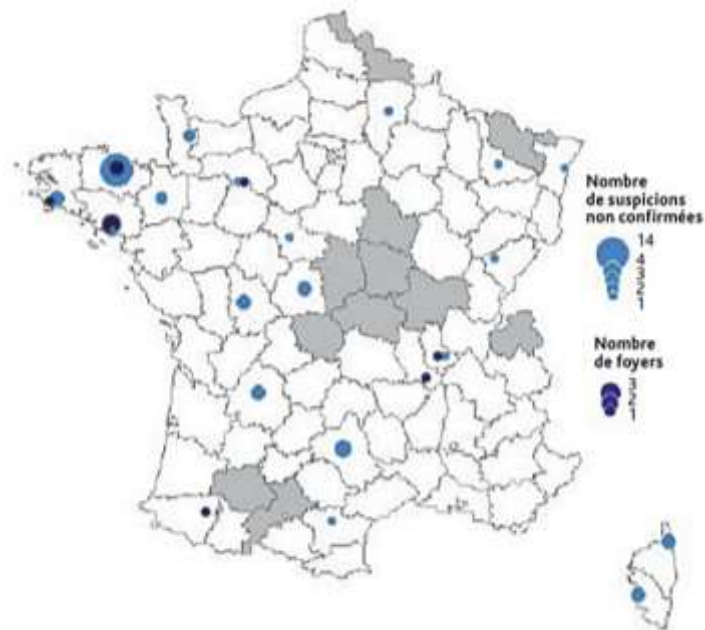 Nombre
de suspicions
non confirmées
14
4
3
2
1
Nombre
de foyers
3
2
1